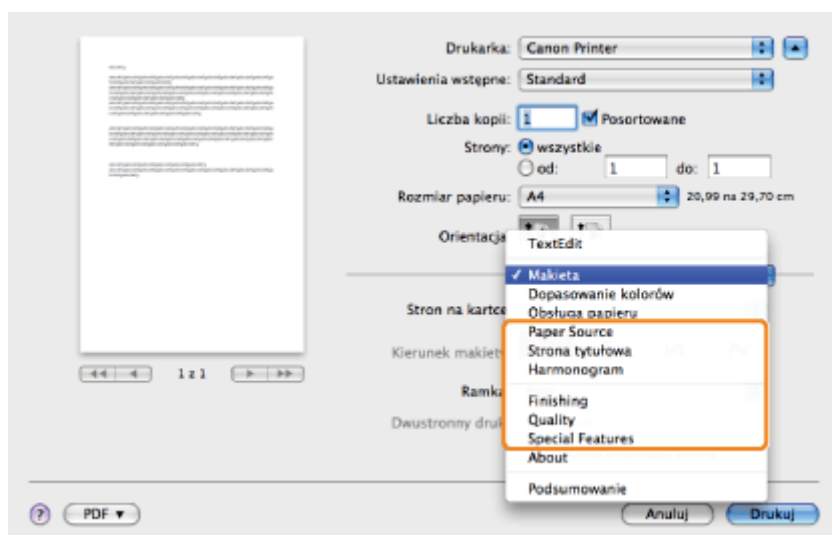 Drukarka: Canon Printer
Ustawienia wstępne: Standard
Liczba kopii: 1 Posortowane
Strony: wszystkie
od: 1 do: 1
Rozmiar papieru: A4 20,99 na 29,70 cm
Orientacja
TextEdit
✓ Makieta
Dopasowanie kolorów
Obsługa papieru
Stron na kartce
Paper Source
Kierunek makiety
Strona tytułowa
Harmonogram
1 z 1
Ramka
Finishing
Dwustronny druk
Quality
Special Features
About
Podsumowanie
? PDF ▼ Anuluj Drukuj